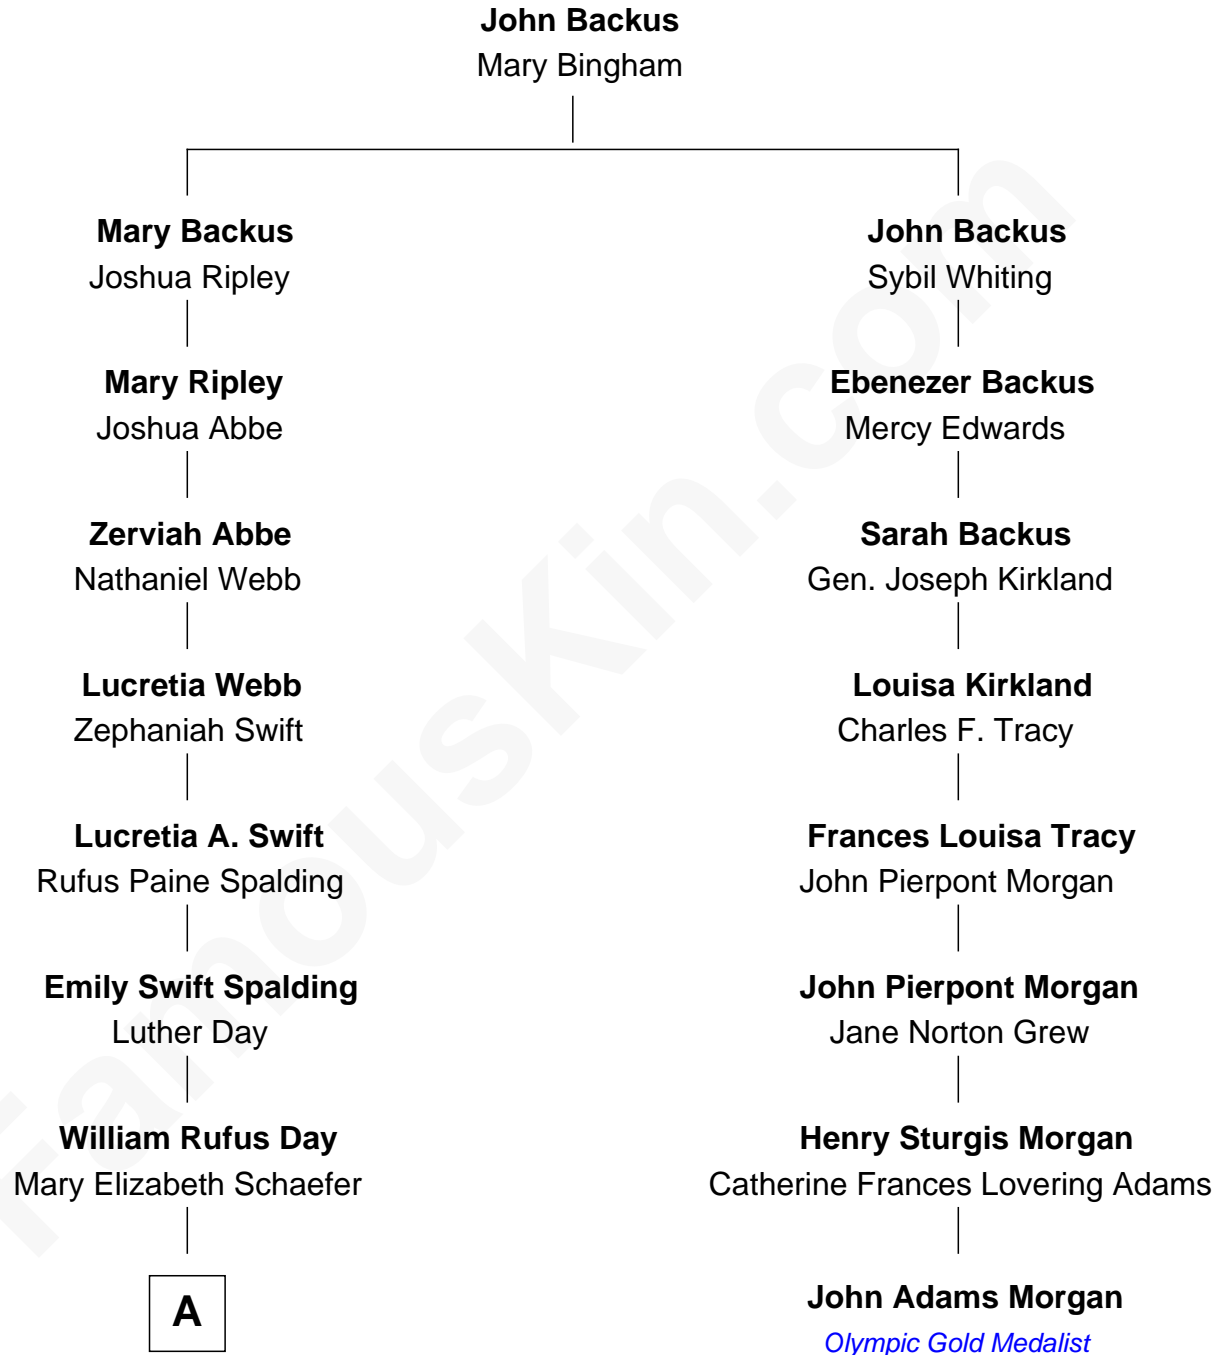 John Backus
Mary Bingham
Mary Backus
Joshua Ripley
John Backus
Sybil Whiting
Mary Ripley
Joshua Abbe
Ebenezer Backus
Mercy Edwards
Zerviah Abbe
Nathaniel Webb
Sarah Backus
Gen. Joseph Kirkland
Lucretia Webb
Zephaniah Swift
Louisa Kirkland
Charles F. Tracy
Lucretia A. Swift
Rufus Paine Spalding
Frances Louisa Tracy
John Pierpont Morgan
Emily Swift Spalding
Luther Day
John Pierpont Morgan
Jane Norton Grew
William Rufus Day
Mary Elizabeth Schaefer
Henry Sturgis Morgan
Catherine Frances Lovering Adams
A
John Adams Morgan
Olympic Gold Medalist
FamousKin.com